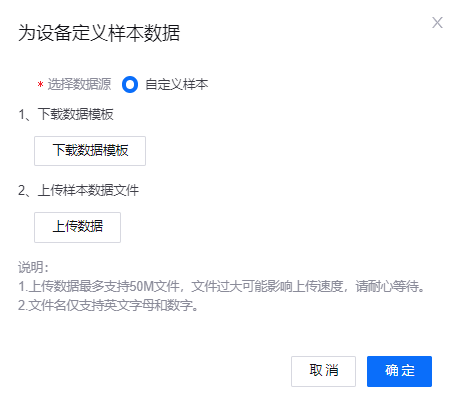 为设备定义样本数据
* 选择数据源 自定义样本
1、下载数据模板
下载数据模板
2、上传样本数据文件
上传数据
说明：
1.上传数据最多支持50M文件，文件过大可能影响上传速度，请耐心等待。
2.文件名仅支持英文字母和数字。
取 消 确 定